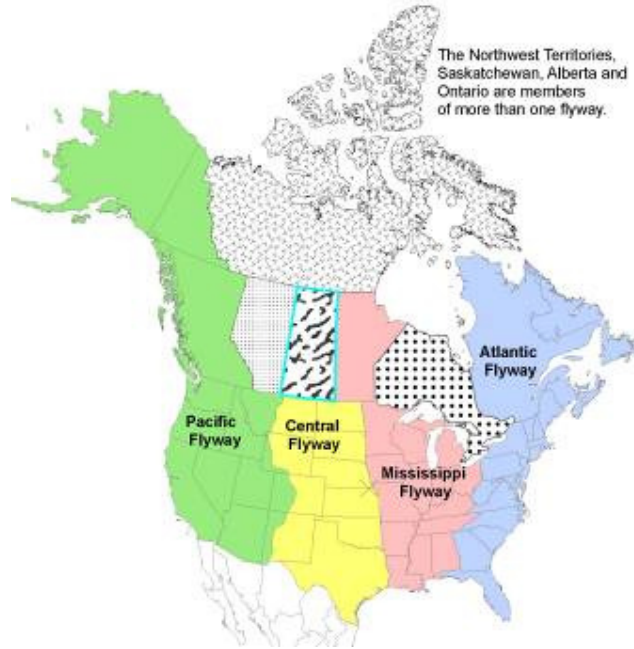 The Northwest Territories,
Saskatchewan, Alberta and
Ontario are members
of more than one flyway.
Atlantic
Flyway
Pacific
Flyway
Central
Flyway
Mississippi
Flyway